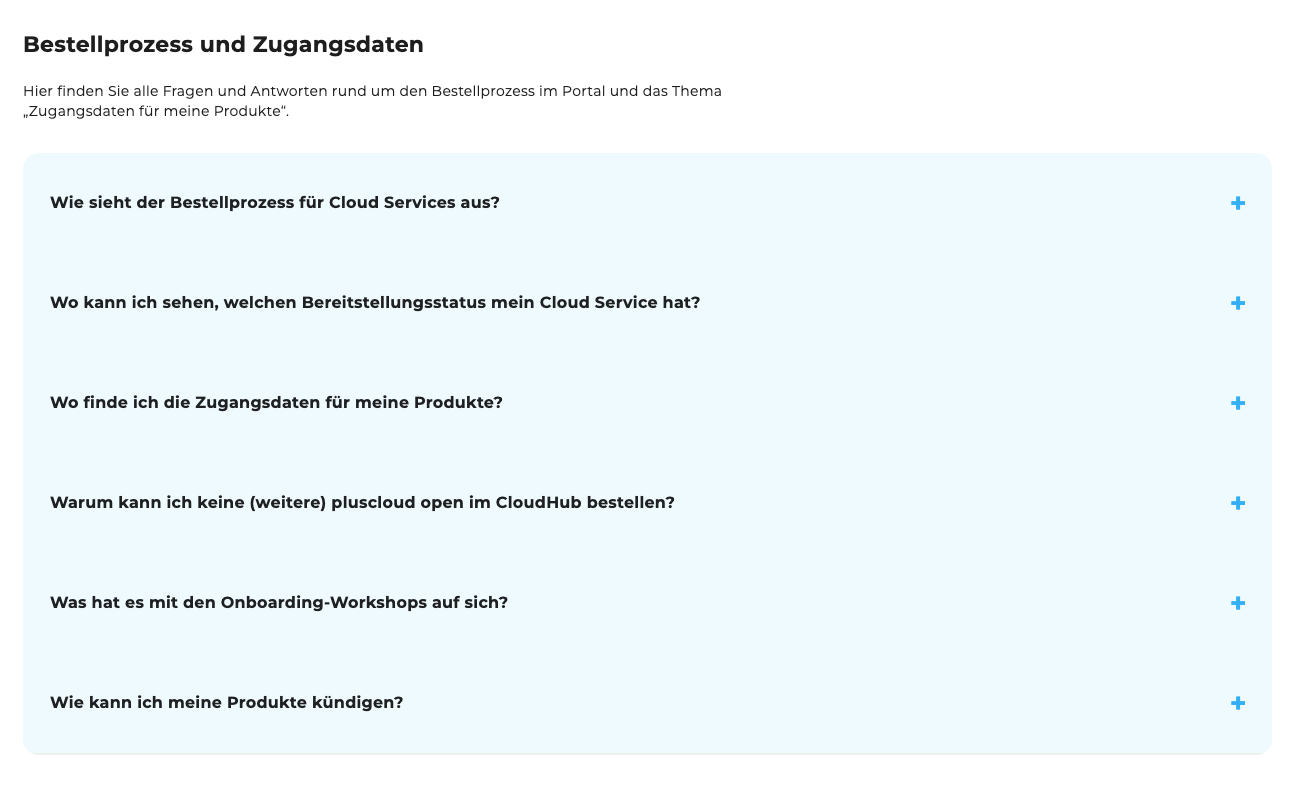 Bestellprozess und Zugangsdaten
Hier finden Sie alle Fragen und Antworten rund um den Bestellprozess im Portal und das Thema
„Zugangsdaten für meine Produkte“.
Wie sieht der Bestellprozess für Cloud Services aus?
Wo kann ich sehen, welchen Bereitstellungsstatus mein Cloud Service hat?
Wo finde ich die Zugangsdaten für meine Produkte?
Warum kann ich keine (weitere) pluscloud open im CloudHub bestellen?
Was hat es mit den Onboarding-Workshops auf sich?
Wie kann ich meine Produkte kündigen?